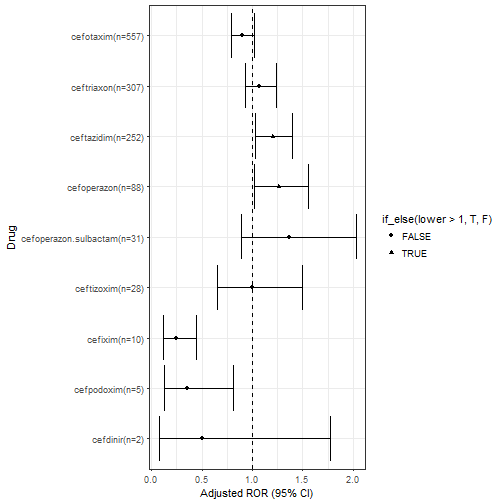 cefotaxim(n=557)
ceftriaxon(n=307)
ceftazidim(n=252)
cefoperazon(n=88)
cefoperazon.sulbactam(n=31)
ceftizoxim(n=28)
cefixim(n=10)
cefpodoxim(n=5)
cefdinir(n=2)
Drug
0.0 0.5 1.0 1.5 2.0
Adjusted ROR (95% CI)
if_else(lower > 1, T, F)
FALSE
TRUE